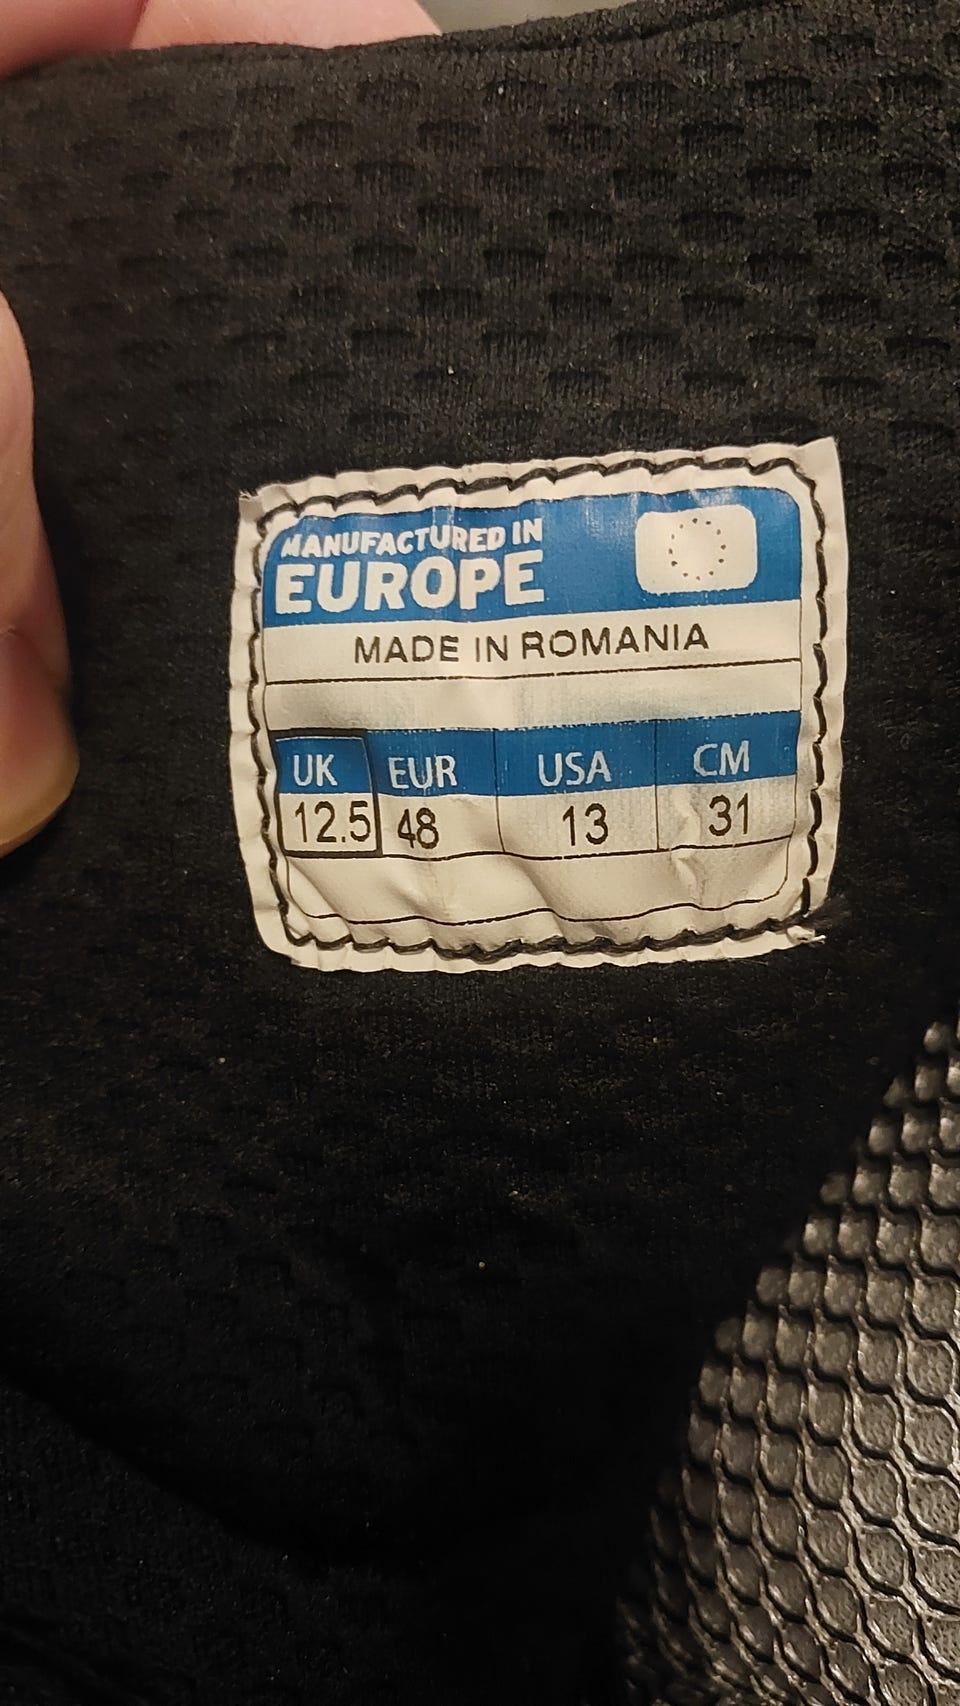 MANUFACTURED IN
EUROPE
MADE IN ROMANIA
UK EUR USA CM
12.5 48 13 31